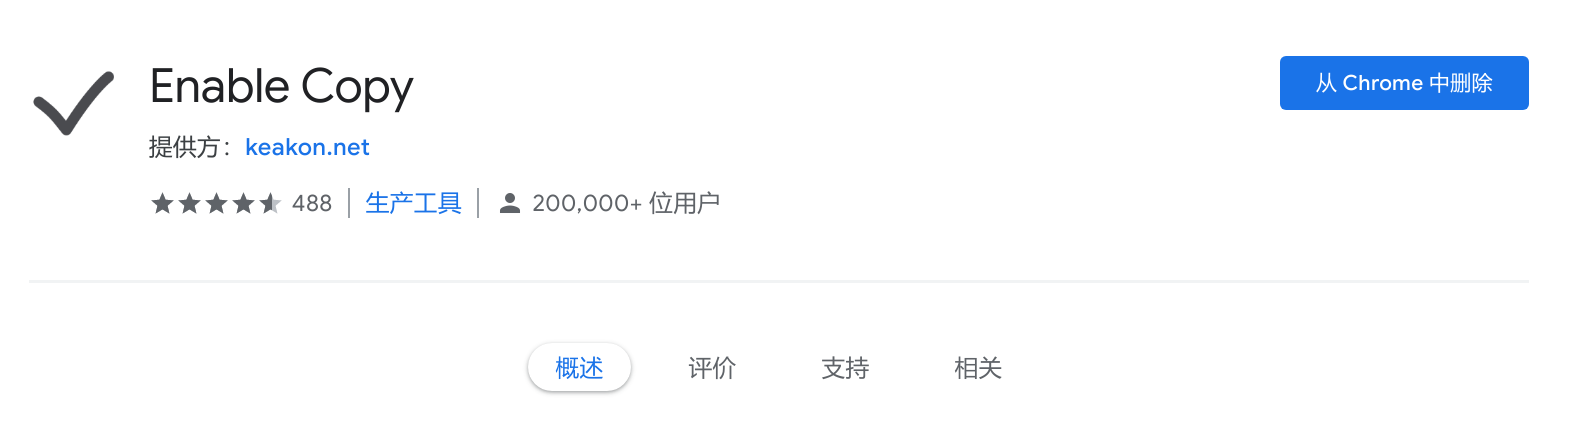 Enable Copy
从 Chrome 中删除
提供方：keakon.net
488 生产工具 200,000+ 位用户
概述 评价 支持 相关